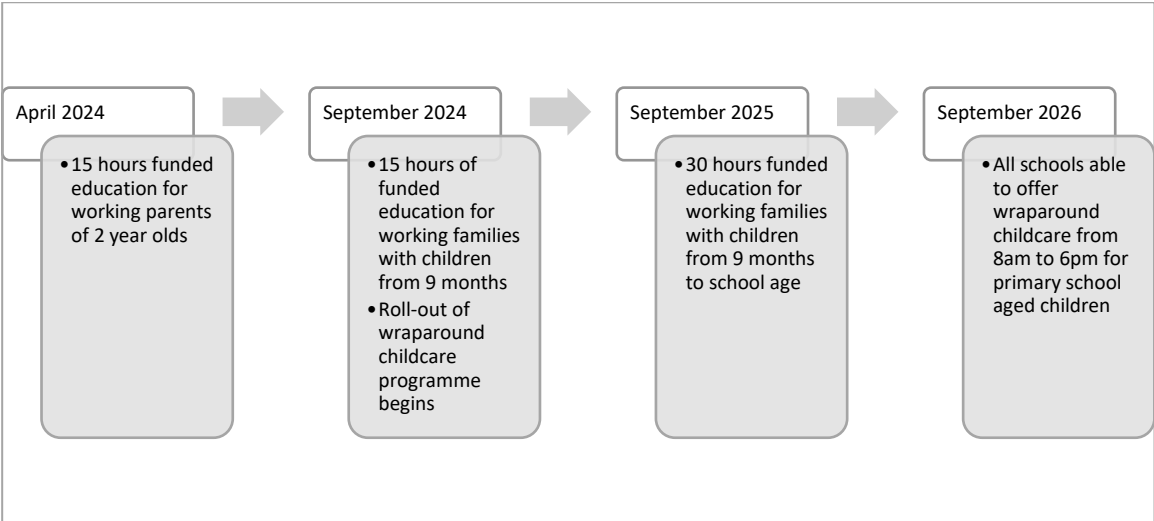 April 2024
•15 hours funded
education for
working parents
of 2 year olds
September 2024
•15 hours of
funded
education for
working families
with children
from 9 months
•Roll-out of
wraparound
childcare
programme
begins
September 2025
•30 hours funded
education for
working families
with children
from 9 months
to school age
September 2026
•All schools able
to offer
wraparound
childcare from
8am to 6pm for
primary school
aged children